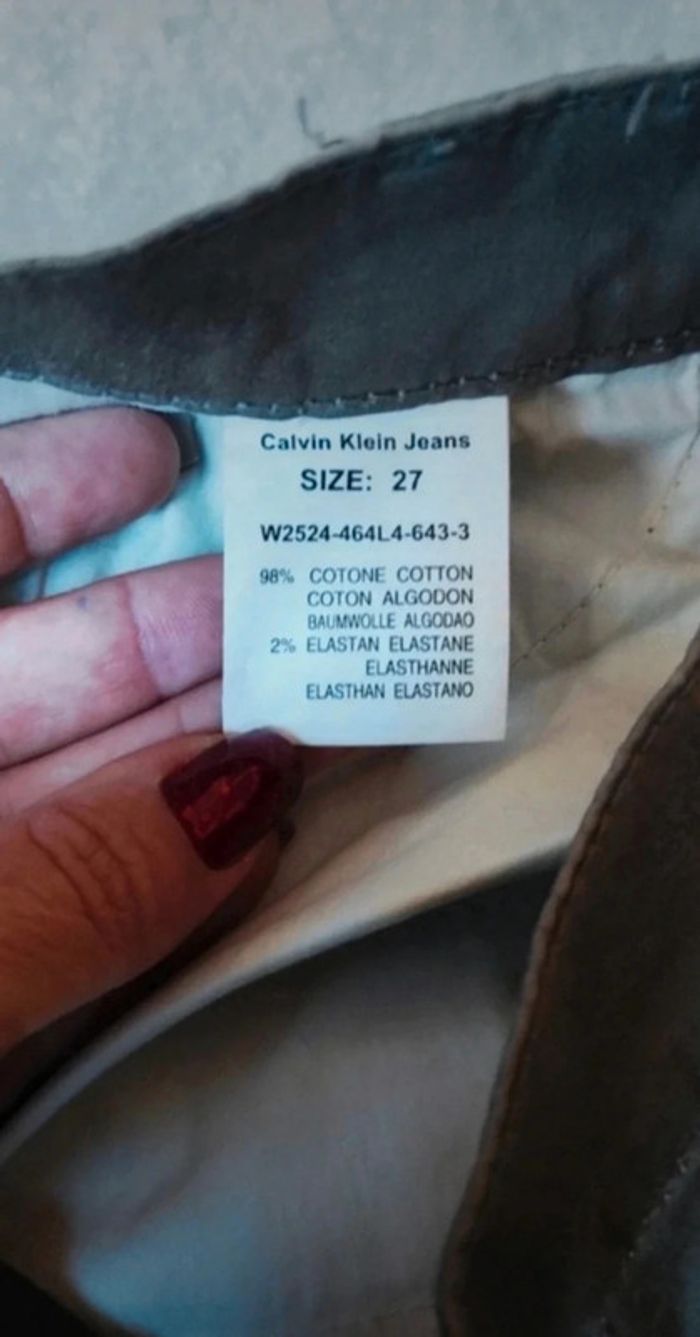 Calvin Klein Jeans
SIZE: 27
W2524-464L4-643-3
98% COTONE COTTON
COTON ALGODON
BAUMWOLLE ALGODAO
2% ELASTAN ELASTANE
ELASTHANNE
ELASTHAN ELASTANO